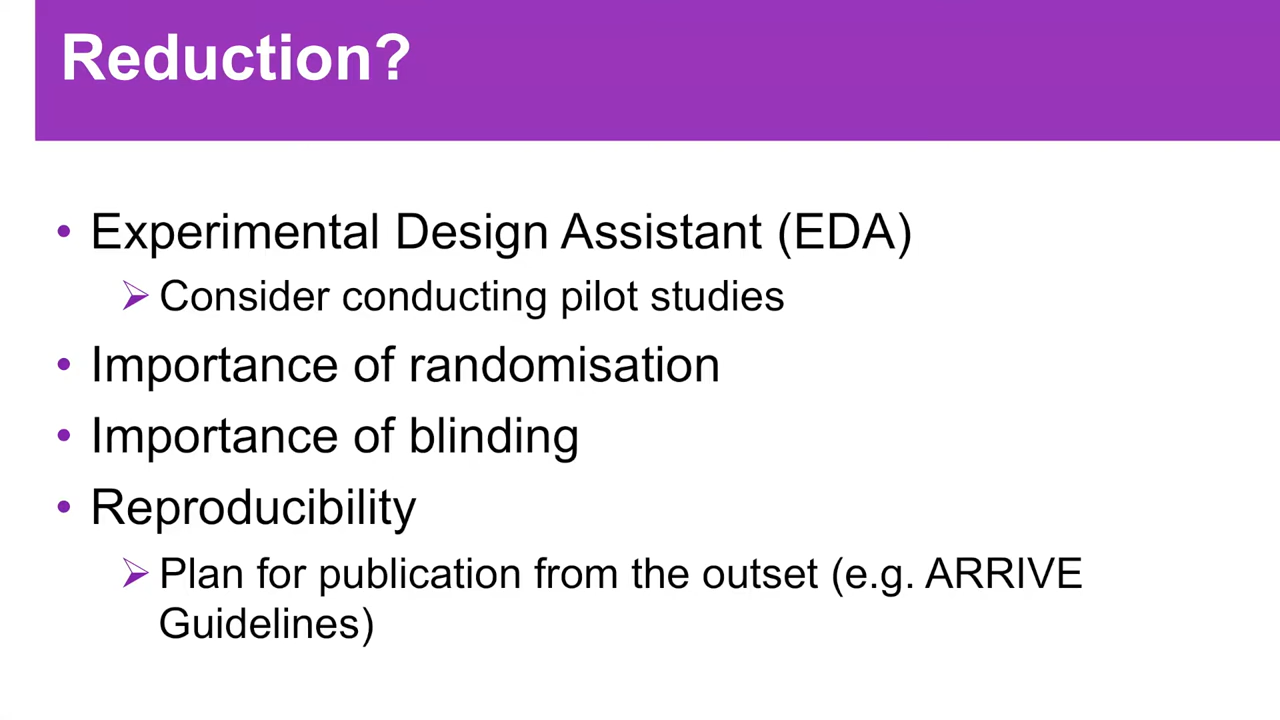 Reduction?
• Experimental Design Assistant (EDA)
➢ Consider conducting pilot studies
• Importance of randomisation
• Importance of blinding
• Reproducibility
➢ Plan for publication from the outset (e.g. ARRIVE
Guidelines)